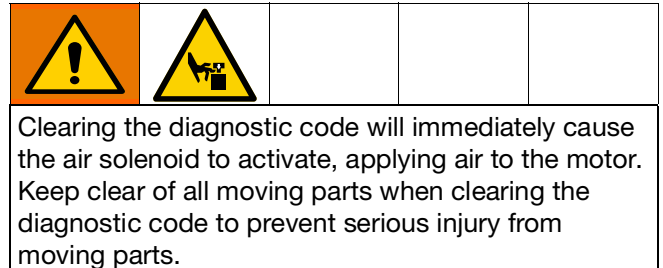 Clearing the diagnostic code will immediately cause
the air solenoid to activate, applying air to the motor.
Keep clear of all moving parts when clearing the
diagnostic code to prevent serious injury from
moving parts.